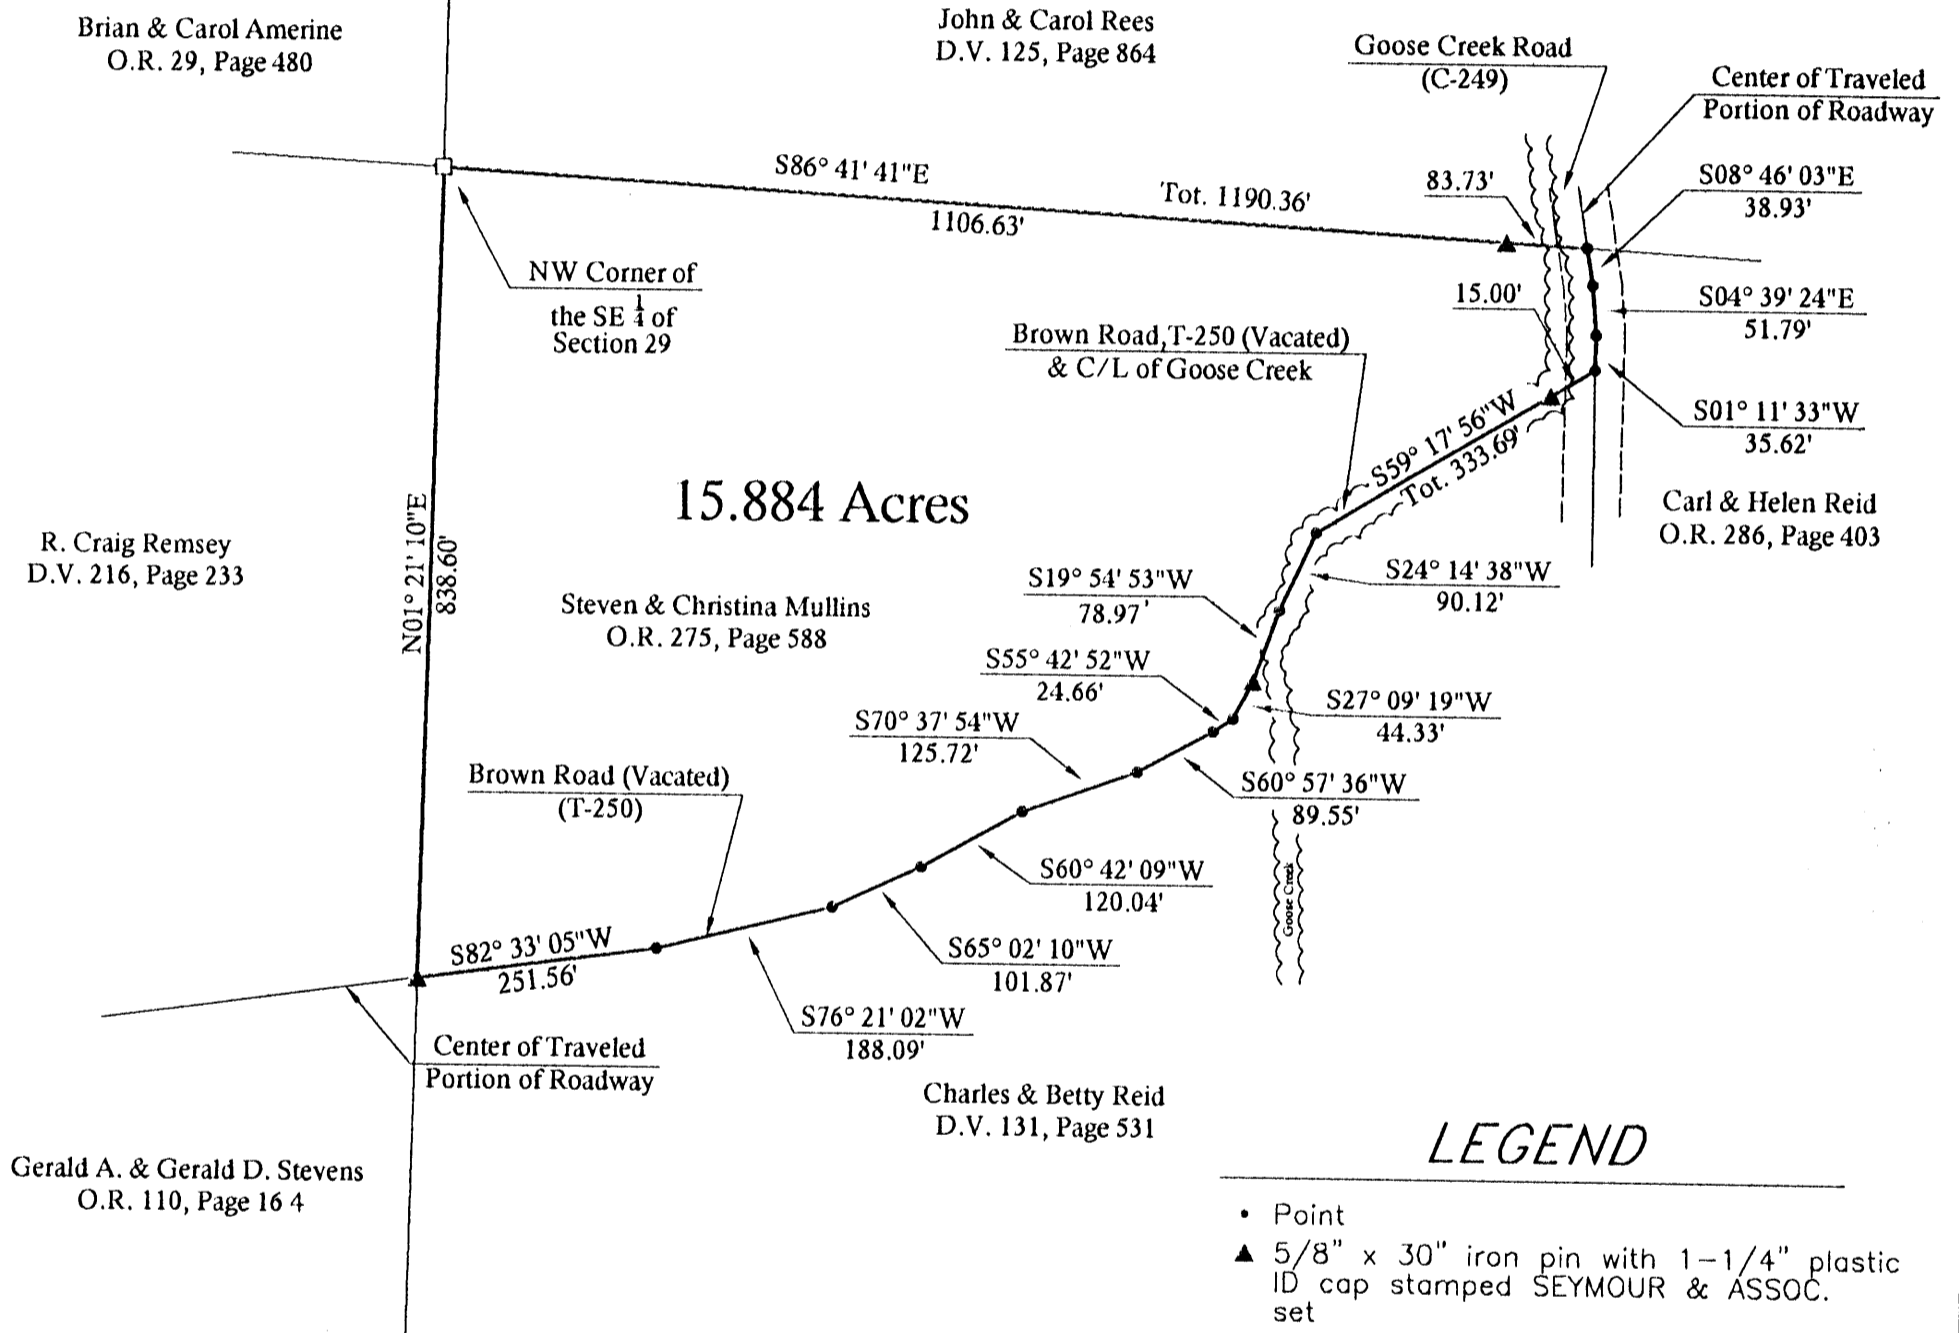 Brian & Carol Amerine
O.R. 29, Page 480
John & Carol Rees
D.V. 125, Page 864
Goose Creek Road
(C-249)
Center of Traveled
Portion of Roadway
S86° 41' 41"E
1106.63'
Tot. 1190.36'
83.73'
S08° 46' 03"E
38.93'
NW Corner of
the SE 1/4 of
Section 29
15.00'
S04° 39' 24"E
51.79'
Brown Road, T-250 (Vacated)
& C/L of Goose Creek
S01° 11' 33"W
35.62'
S59° 17' 56"W
Tot. 333.69'
15.884 Acres
Carl & Helen Reid
O.R. 286, Page 403
R. Craig Remsey
D.V. 216, Page 233
N01° 21' 10"E
838.60'
Steven & Christina Mullins
O.R. 275, Page 588
S19° 54' 53"W
78.97'
S24° 14' 38"W
90.12'
S55° 42' 52"W
24.66'
S27° 09' 19"W
44.33'
S70° 37' 54"W
125.72'
S60° 57' 36"W
89.55'
Brown Road (Vacated)
(T-250)
S60° 42' 09"W
120.04'
Goose Creek
S65° 02' 10"W
101.87'
S82° 33' 05"W
251.56'
S76° 21' 02"W
188.09'
Center of Traveled
Portion of Roadway
Charles & Betty Reid
D.V. 131, Page 531
Gerald A. & Gerald D. Stevens
O.R. 110, Page 16 4
LEGEND
• Point
▲ 5/8" x 30" iron pin with 1-1/4" plastic
ID cap stamped SEYMOUR & ASSOC.
set